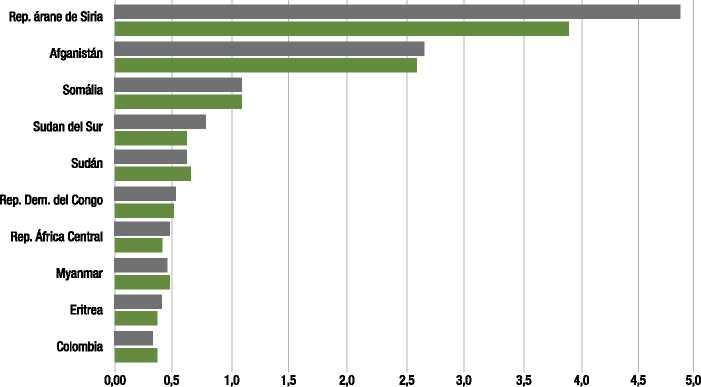 Rep. árane de Siria
Afganistán
Somália
Sudan del Sur
Sudán
Rep. Dem. del Congo
Rep. África Central
Myanmar
Eritrea
Colombia
0,00 0,5 1,0 1,5 2,0 2,5 3,0 3,5 4,0 4,5 5,0